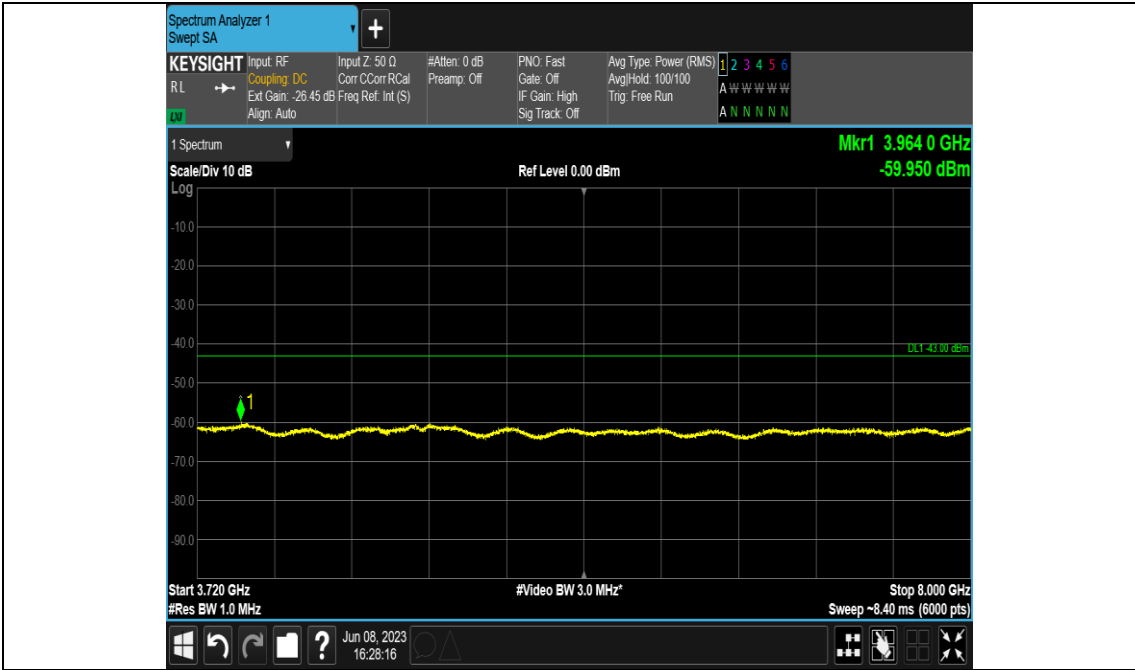 Spectrum Analyzer 1
Swept SA
+
KEYSIGHT
RL
LXI
Input: RF
Coupling: DC
Ext Gain: -26.45 dB
Align: Auto
Input Z: 50 Ω
Corr CCorr RCal
Freq Ref: Int (S)
#Atten: 0 dB
Preamp: Off
PNO: Fast
Gate: Off
IF Gain: High
Sig Track: Off
Avg Type: Power (RMS)
Avg|Hold: 100/100
Trig: Free Run
1 2 3 4 5 6
A W W W W W
A N N N N N
1 Spectrum
Mkr1 3.964 0 GHz
Scale/Div 10 dB
Ref Level 0.00 dBm
-59.950 dBm
Log
-10.0
-20.0
-30.0
-40.0
DL1 -43.00 dBm
-50.0
1
-60.0
-70.0
-80.0
-90.0
Start 3.720 GHz
#Video BW 3.0 MHz*
Stop 8.000 GHz
#Res BW 1.0 MHz
Sweep ~8.40 ms (6000 pts)
?
Jun 08, 2023
16:28:16